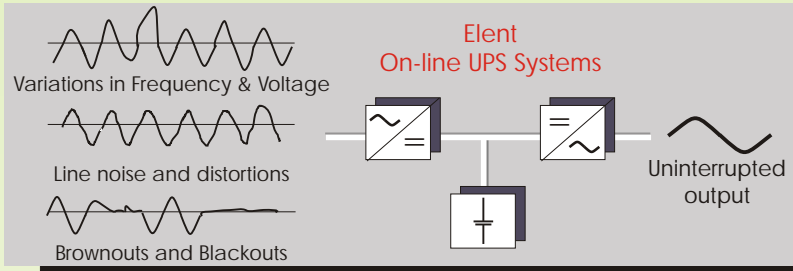 Elent
On-line UPS Systems
Variations in Frequency & Voltage
Line noise and distortions
Brownouts and Blackouts
Uninterrupted
output